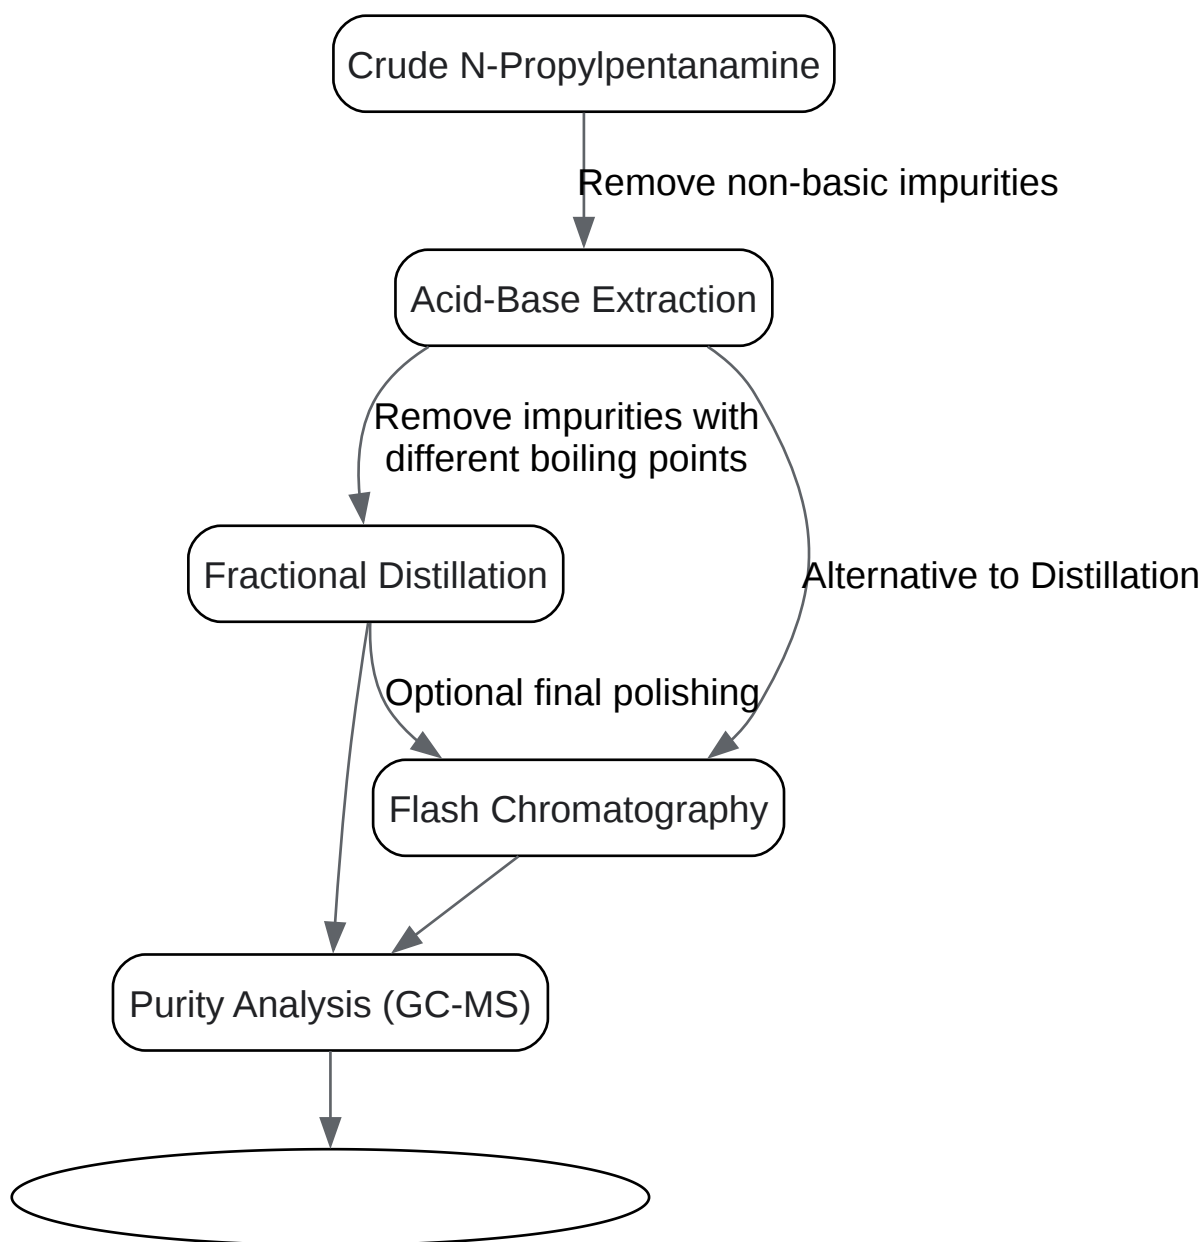 Crude N-Propylpentanamine
Remove non-basic impurities
Acid-Base Extraction
Remove impurities with
different boiling points
Fractional Distillation
Alternative to Distillation
Optional final polishing
Flash Chromatography
Purity Analysis (GC-MS)